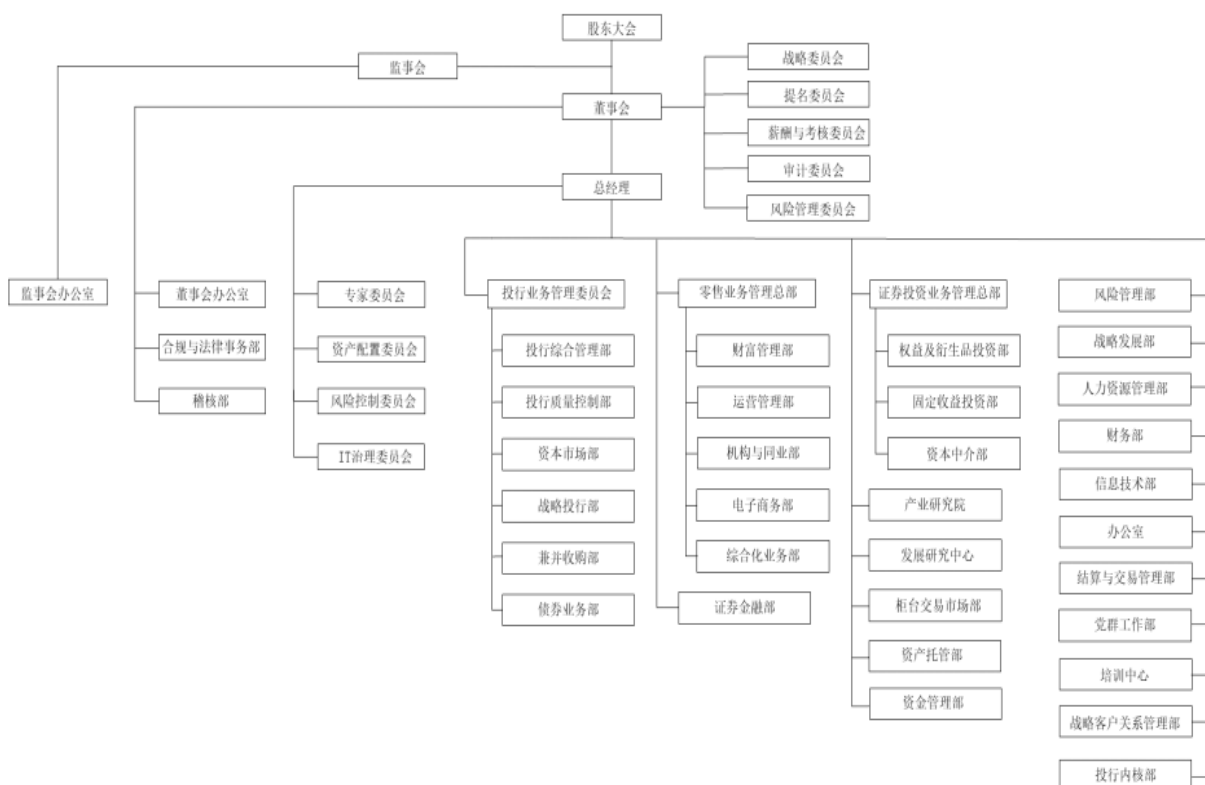 股东大会
监事会
战略委员会
提名委员会
董事会
薪酬与考核委员会
审计委员会
总经理
风险管理委员会
监事会办公室
董事会办公室
合规与法律事务部
稽核部
专家委员会
资产配置委员会
风险控制委员会
IT治理委员会
投行业务管理委员会
投行综合管理部
投行质量控制部
资本市场部
战略投行部
兼并收购部
债券业务部
零售业务管理总部
财富管理部
运营管理部
机构与同业部
电子商务部
综合化业务部
证券金融部
证券投资业务管理总部
权益及衍生品投资部
固定收益投资部
资本中介部
产业研究院
发展研究中心
柜台交易市场部
资产托管部
资金管理部
风险管理部
战略发展部
人力资源管理部
财务部
信息技术部
办公室
结算与交易管理部
党群工作部
培训中心
战略客户关系管理部
投行内核部